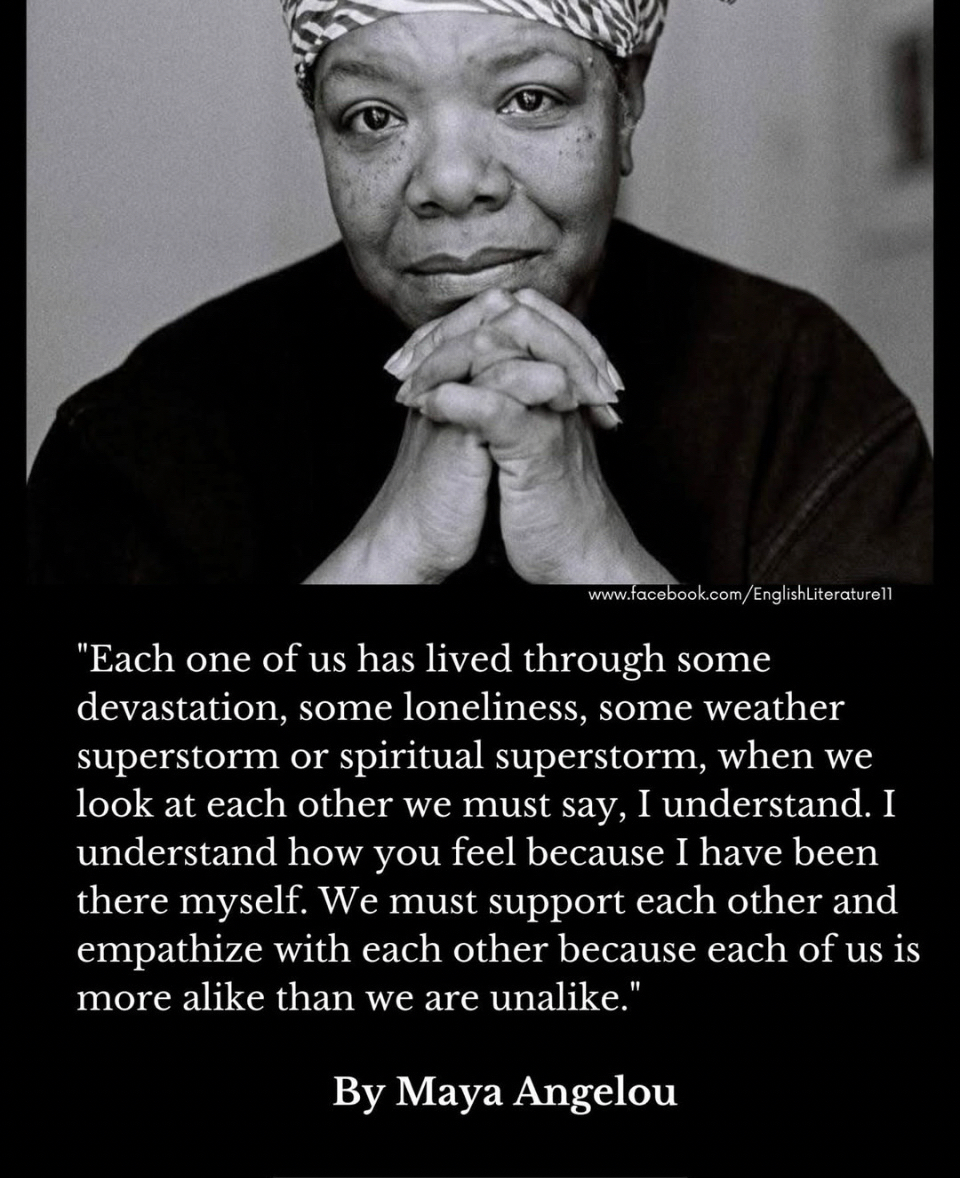 www.facebook.com/EnglishLiterature11
"Each one of us has lived through some
devastation, some loneliness, some weather
superstorm or spiritual superstorm, when we
look at each other we must say, I understand. I
understand how you feel because I have been
there myself. We must support each other and
empathize with each other because each of us is
more alike than we are unalike."
By Maya Angelou